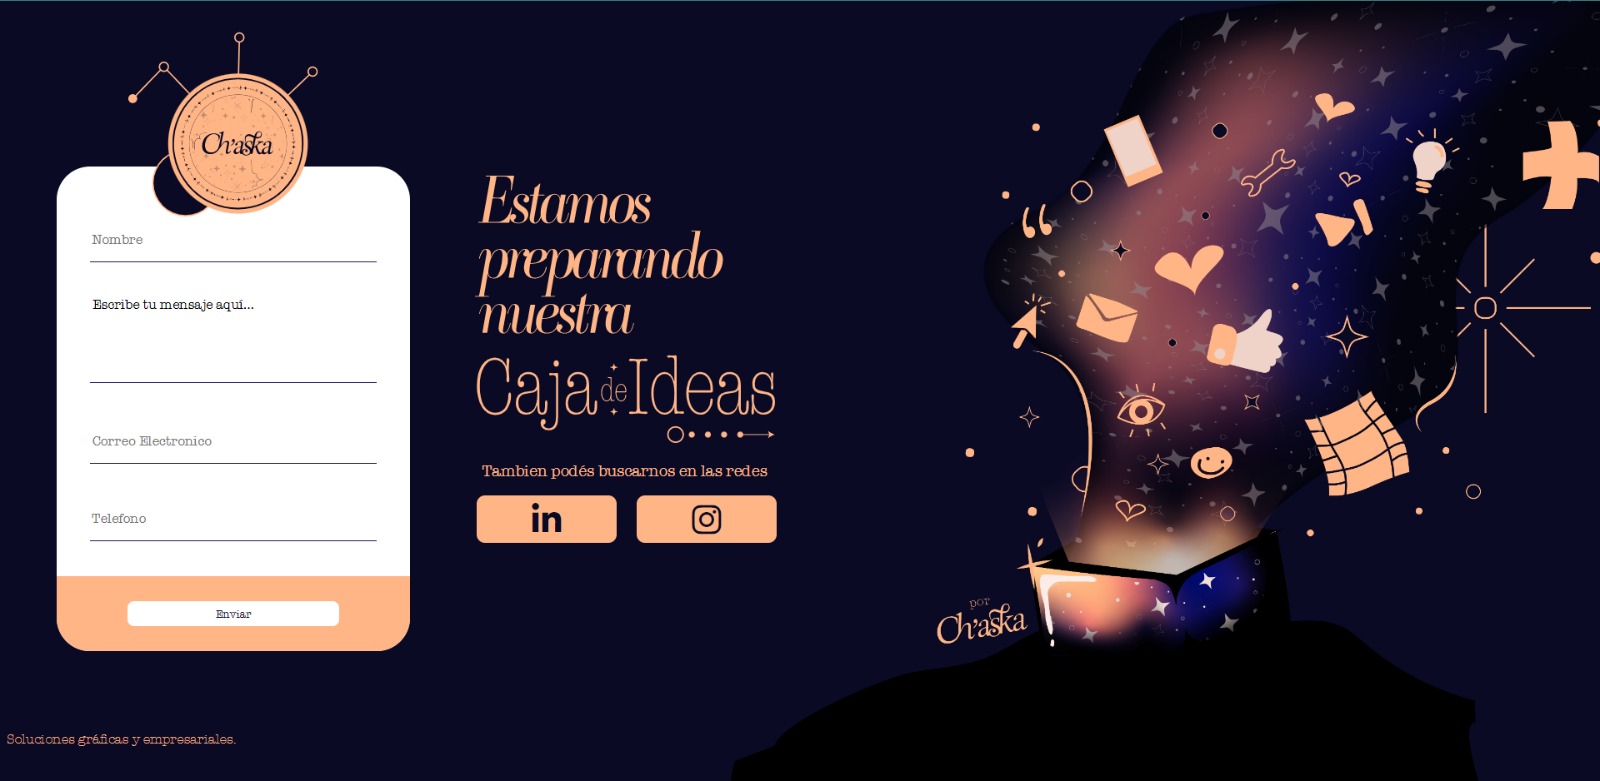 Ch'aska
Nombre
Escribe tu mensaje aquí...
Correo Electronico
Telefono
Enviar
Estamos
preparando
nuestra
Caja de Ideas
Tambien podés buscarnos en las redes
in
por
Ch'aska
Soluciones gráficas y empresariales.